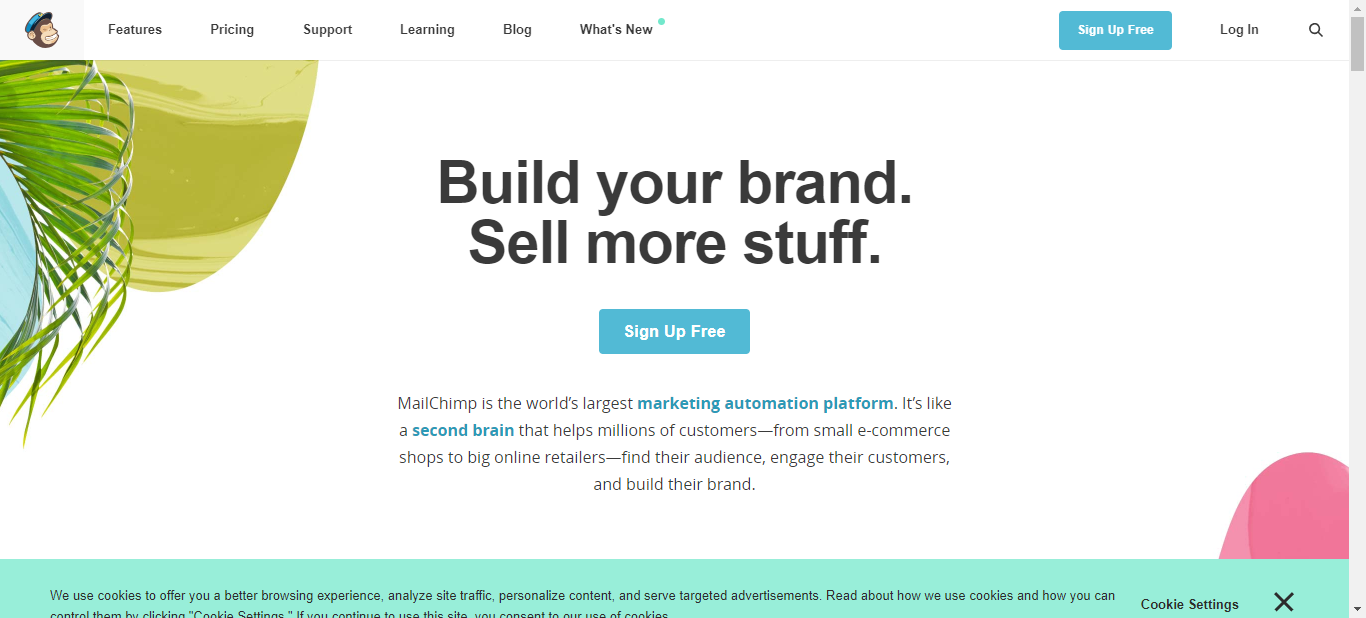 Features Pricing Support Learning Blog What's New Sign Up Free Log In
Build your brand.
Sell more stuff.
Sign Up Free
MailChimp is the world’s largest marketing automation platform. It’s like
a second brain that helps millions of customers—from small e-commerce
shops to big online retailers—find their audience, engage their customers,
and build their brand.
We use cookies to offer you a better browsing experience, analyze site traffic, personalize content, and serve targeted advertisements. Read about how we use cookies and how you can
control them by clicking "Cookie Settings." If you continue to use this site, you consent to our use of cookies.
Cookie Settings